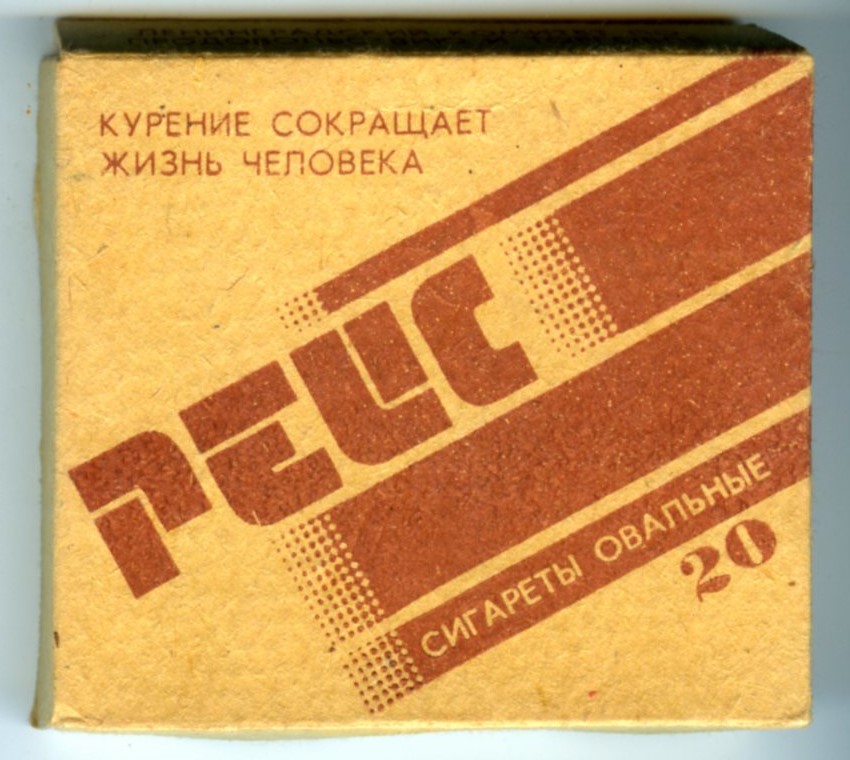 КУРЕНИЕ СОКРАЩАЕТ
ЖИЗНЬ ЧЕЛОВЕКА
РЕЙС
СИГАРЕТЫ ОВАЛЬНЫЕ
20